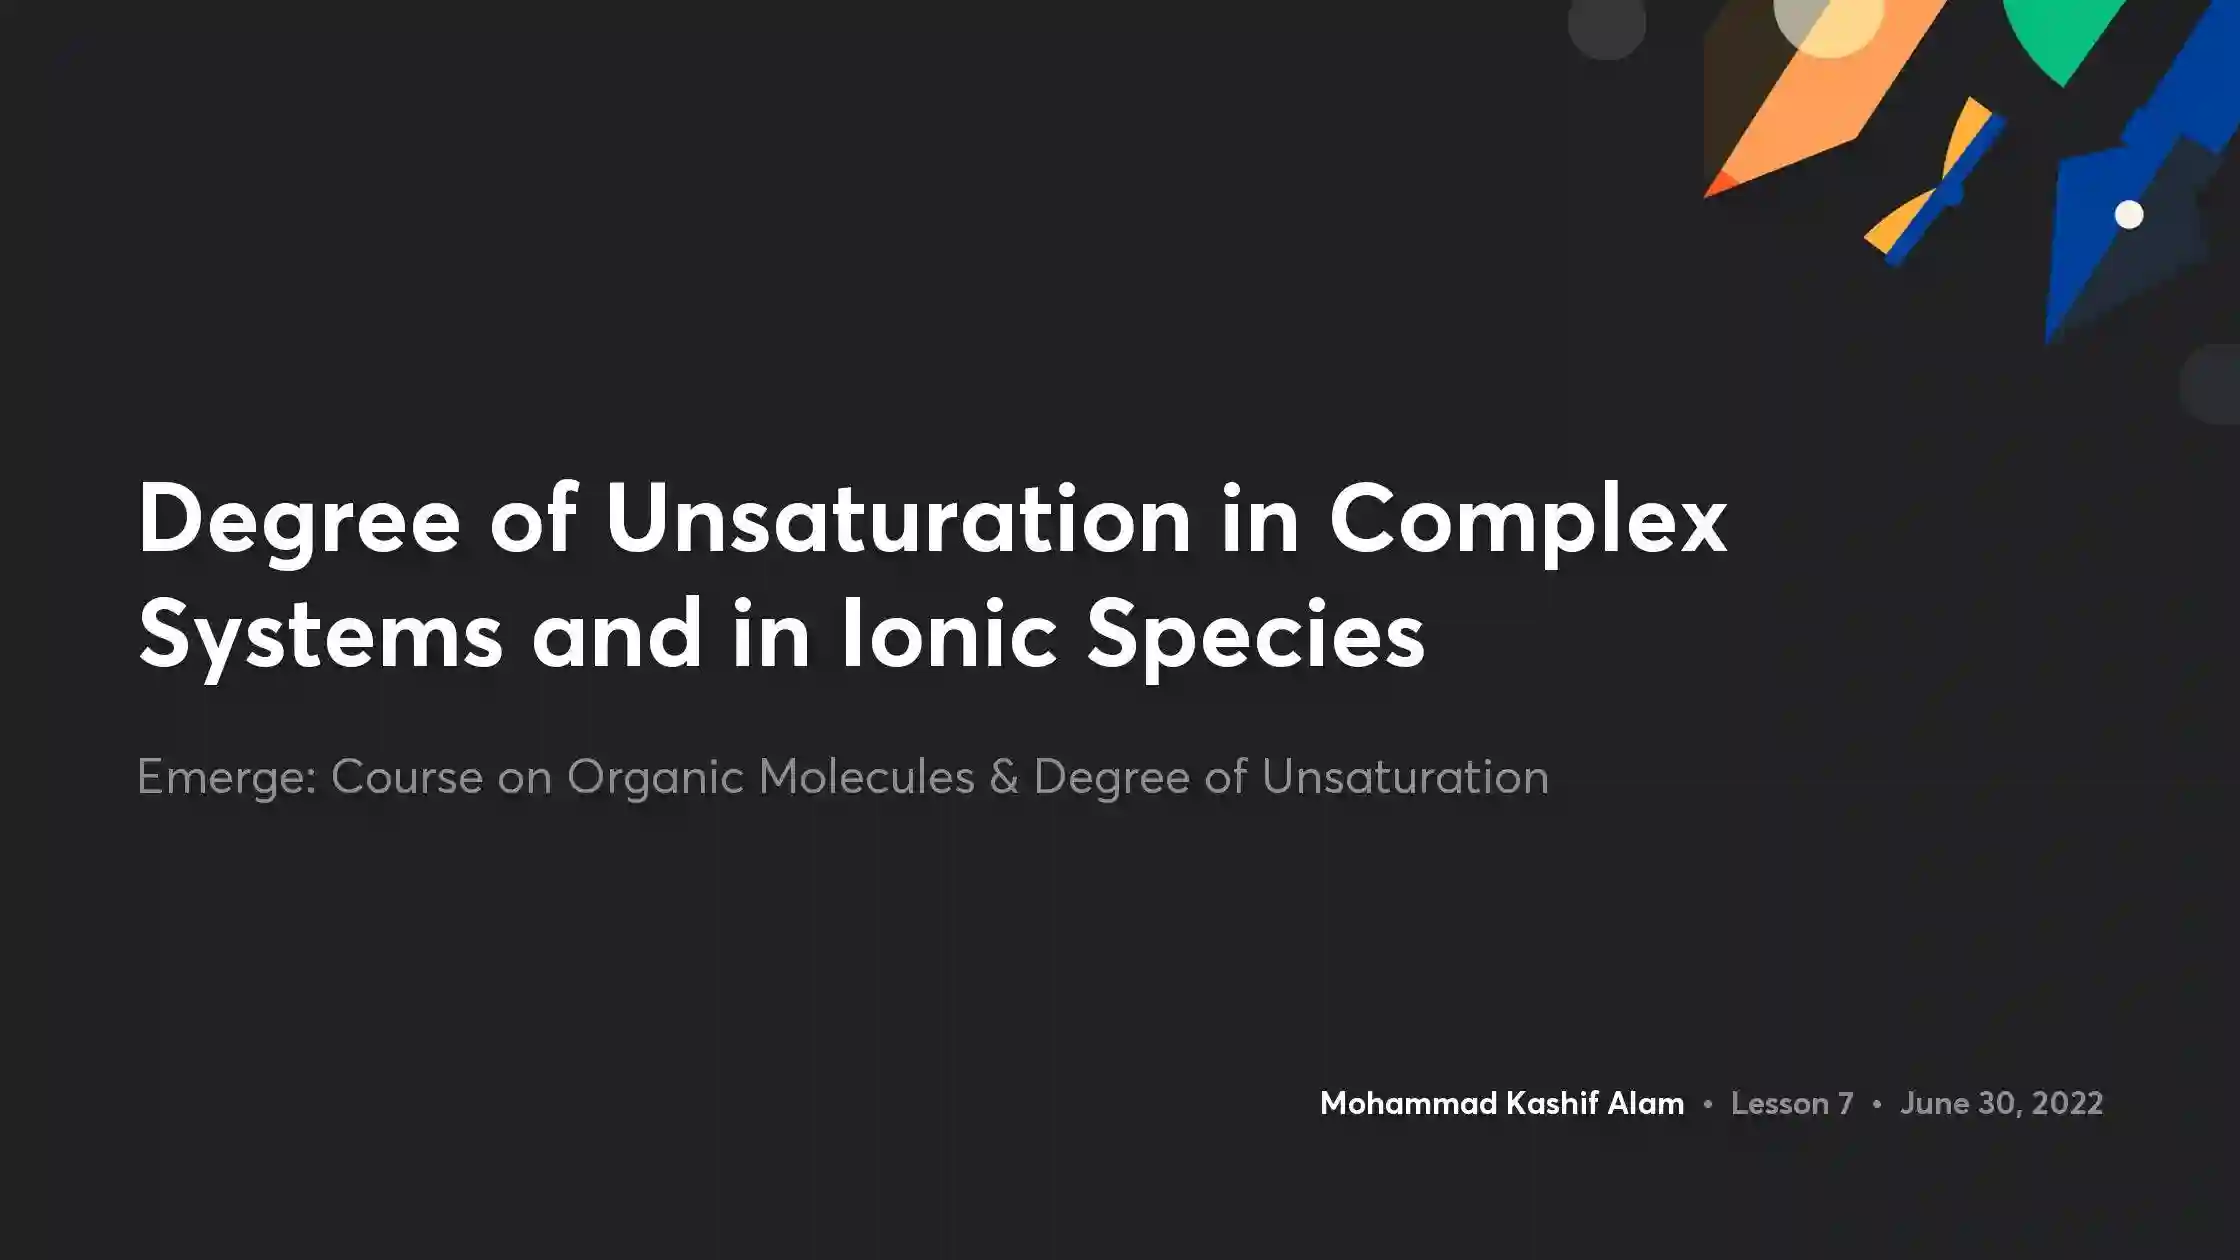 Degree of Unsaturation in Complex
Systems and in Ionic Species
Emerge: Course on Organic Molecules & Degree of Unsaturation
Mohammad Kashif Alam • Lesson 7 • June 30, 2022